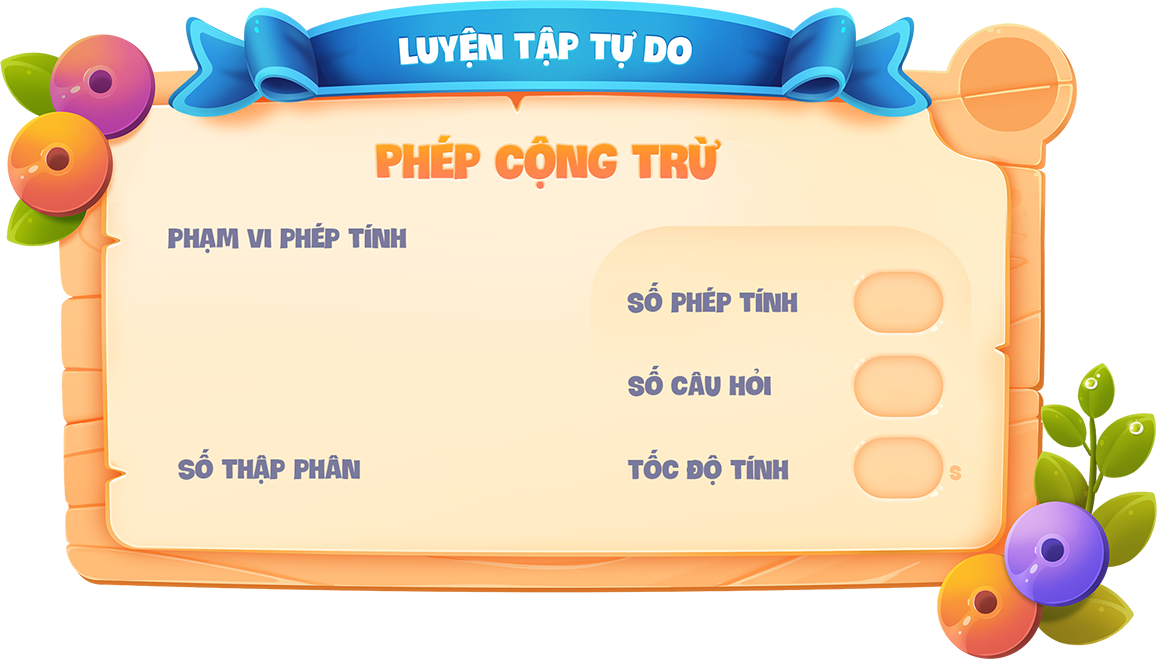 LUYỆN TẬP TỰ DO
PHÉP CỘNG TRỪ
PHẠM VI PHÉP TÍNH
SỐ PHÉP TÍNH
SỐ CÂU HỎI
SỐ THẬP PHÂN
TỐC ĐỘ TÍNH
S